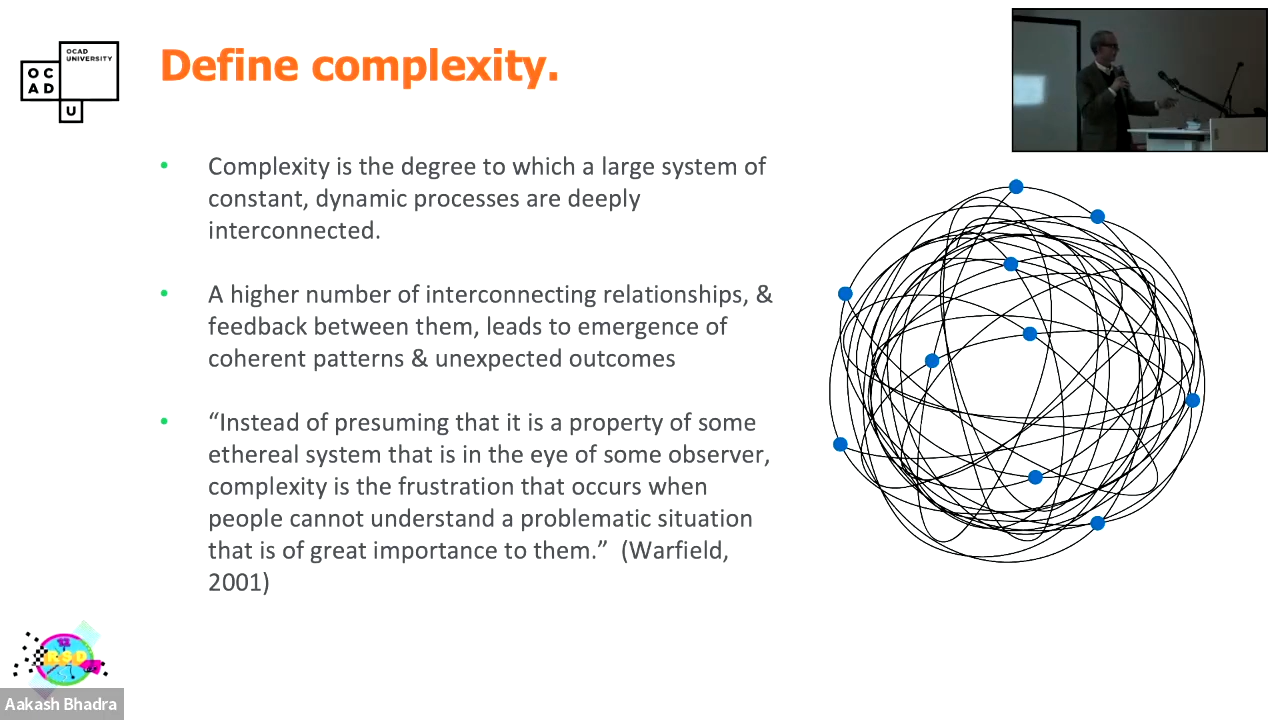 OCAD
UNIVERSITY
OC
AD
U
Define complexity.
• Complexity is the degree to which a large system of
constant, dynamic processes are deeply
interconnected.
• A higher number of interconnecting relationships, &
feedback between them, leads to emergence of
coherent patterns & unexpected outcomes
• “Instead of presuming that it is a property of some
ethereal system that is in the eye of some observer,
complexity is the frustration that occurs when
people cannot understand a problematic situation
that is of great importance to them.” (Warfield,
2001)
RSD
Aakash Bhadra